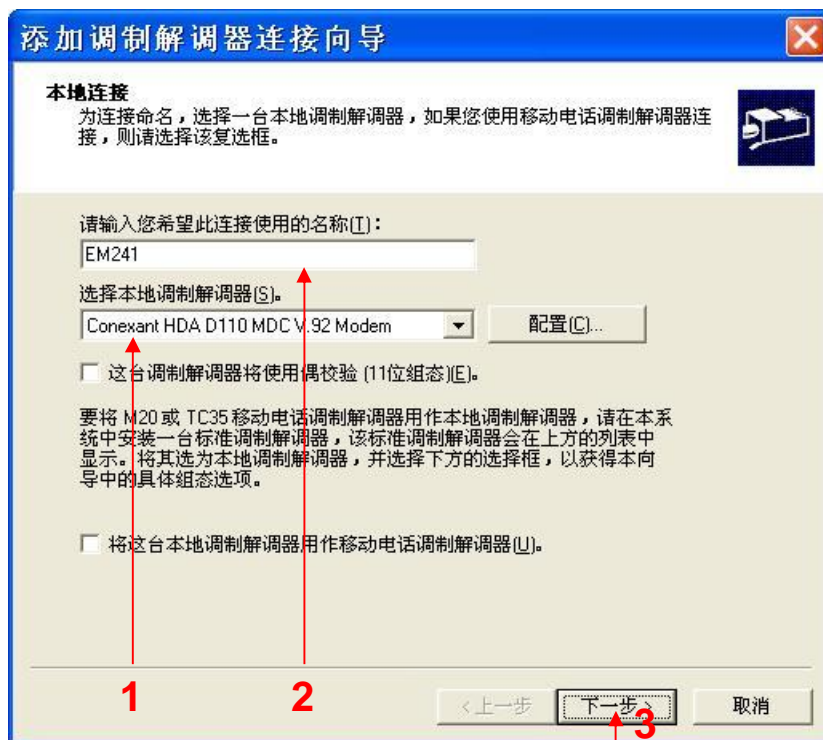 添加调制解调器连接向导
本地连接
为连接命名，选择一台本地调制解调器，如果您使用移动电话调制解调器连
接，则请选择该复选框。
请输入您希望此连接使用的名称(T)：
EM241
选择本地调制解调器(S)。
Conexant HDA D110 MDC V.92 Modem
配置(C)...
这台调制解调器将使用偶校验 (11位组态)(E)。
要将 M20 或 TC35 移动电话调制解调器用作本地调制解调器，请在本系
统中安装一台标准调制解调器，该标准调制解调器会在上方的列表中
显示。将其选为本地调制解调器，并选择下方的选择框，以获得本向
导中的具体组态选项。
将这台本地调制解调器用作移动电话调制解调器(U)。
1 2
<上一步 下一步> 取消
3